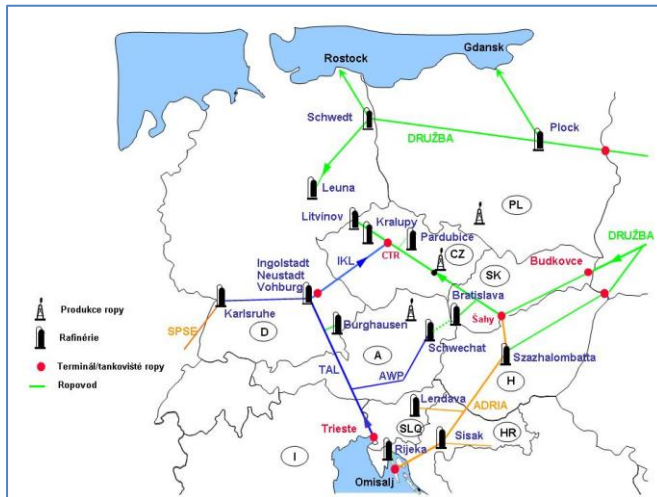 Gdansk
Rostock
Schwedt
Plock
DRUŽBA
Leuna
PL
Litvínov
Kralupy
Pardubice
CTR
CZ
DRUŽBA
IKL
SK
Budkovce
Ingolstadt
Neustadt
Vohburg
Bratislava
Šahy
Karlsruhe
Burghausen
Schwechat
SPSE
D
A
Szazhalombatta
TAL
AWP
H
Lendava
ADRIA
Trieste
SLO
Sisak
HR
I
Rijeka
Omisalj
Produkce ropy
Rafinérie
Terminál/tankoviště ropy
Ropovod